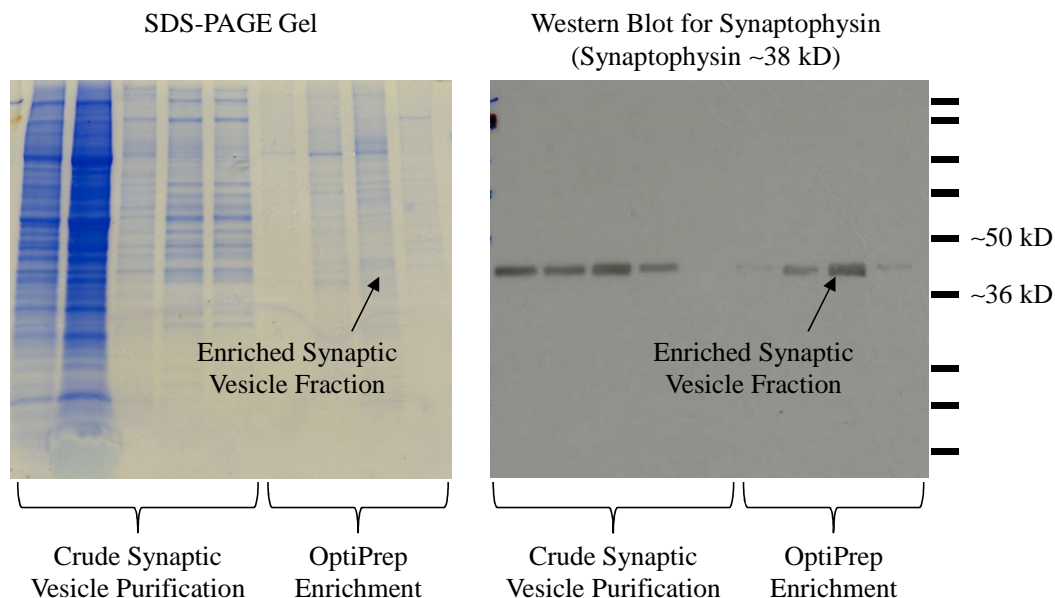 SDS-PAGE Gel
Western Blot for Synaptophysin
(Synaptophysin ~38 kD)
~50 kD
~36 kD
Enriched Synaptic
Vesicle Fraction
Enriched Synaptic
Vesicle Fraction
Crude Synaptic
Vesicle Purification
OptiPrep
Enrichment
Crude Synaptic
Vesicle Purification
OptiPrep
Enrichment